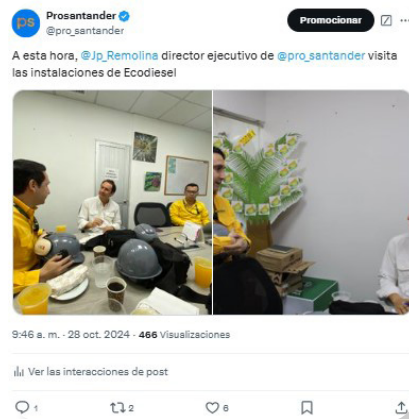 ps
Prosantander
@pro_santander
Promocionar
A esta hora, @Jp_Remolina director ejecutivo de @pro_santander visita
las instalaciones de Ecodiesel
9:46 a. m. · 28 oct. 2024 · 466 Visualizaciones
Ver las interacciones de post
1 2 6